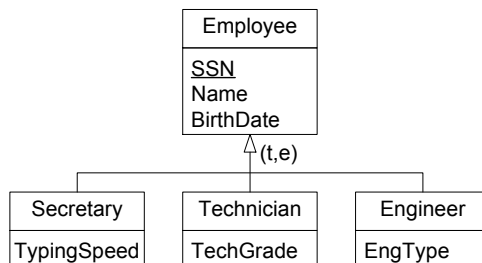 Employee
SSN
Name
BirthDate
(t,e)
Secretary
Technician
Engineer
TypingSpeed
TechGrade
EngType